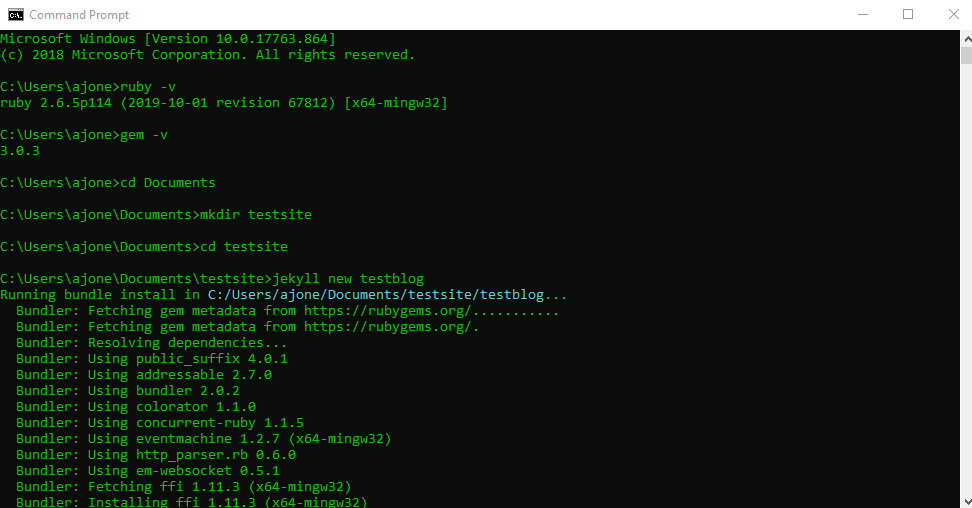 Command Prompt
Microsoft Windows [Version 10.0.17763.864]
(c) 2018 Microsoft Corporation. All rights reserved.
C:\Users\ajone>ruby -v
ruby 2.6.5p114 (2019-10-01 revision 67812) [x64-mingw32]
C:\Users\ajone>gem -v
3.0.3
C:\Users\ajone>cd Documents
C:\Users\ajone\Documents>mkdir testsite
C:\Users\ajone\Documents>cd testsite
C:\Users\ajone\Documents\testsite>jekyll new testblog
Running bundle install in C:/Users/ajone/Documents/testsite/testblog...
Bundler: Fetching gem metadata from https://rubygems.org/...........
Bundler: Fetching gem metadata from https://rubygems.org/.
Bundler: Resolving dependencies...
Bundler: Using public_suffix 4.0.1
Bundler: Using addressable 2.7.0
Bundler: Using bundler 2.0.2
Bundler: Using colorator 1.1.0
Bundler: Using concurrent-ruby 1.1.5
Bundler: Using eventmachine 1.2.7 (x64-mingw32)
Bundler: Using http_parser.rb 0.6.0
Bundler: Using em-websocket 0.5.1
Bundler: Fetching ffi 1.11.3 (x64-mingw32)
Bundler: Installing ffi 1.11.3 (x64-mingw32)